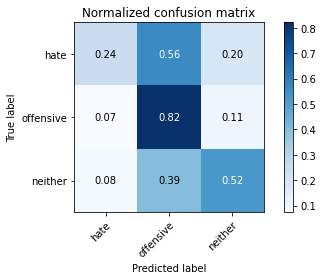 Normalized confusion matrix
True label
hate 0.24 0.56 0.20
offensive 0.07 0.82 0.11
neither 0.08 0.39 0.52
hate offensive neither
Predicted label
0.8
0.7
0.6
0.5
0.4
0.3
0.2
0.1